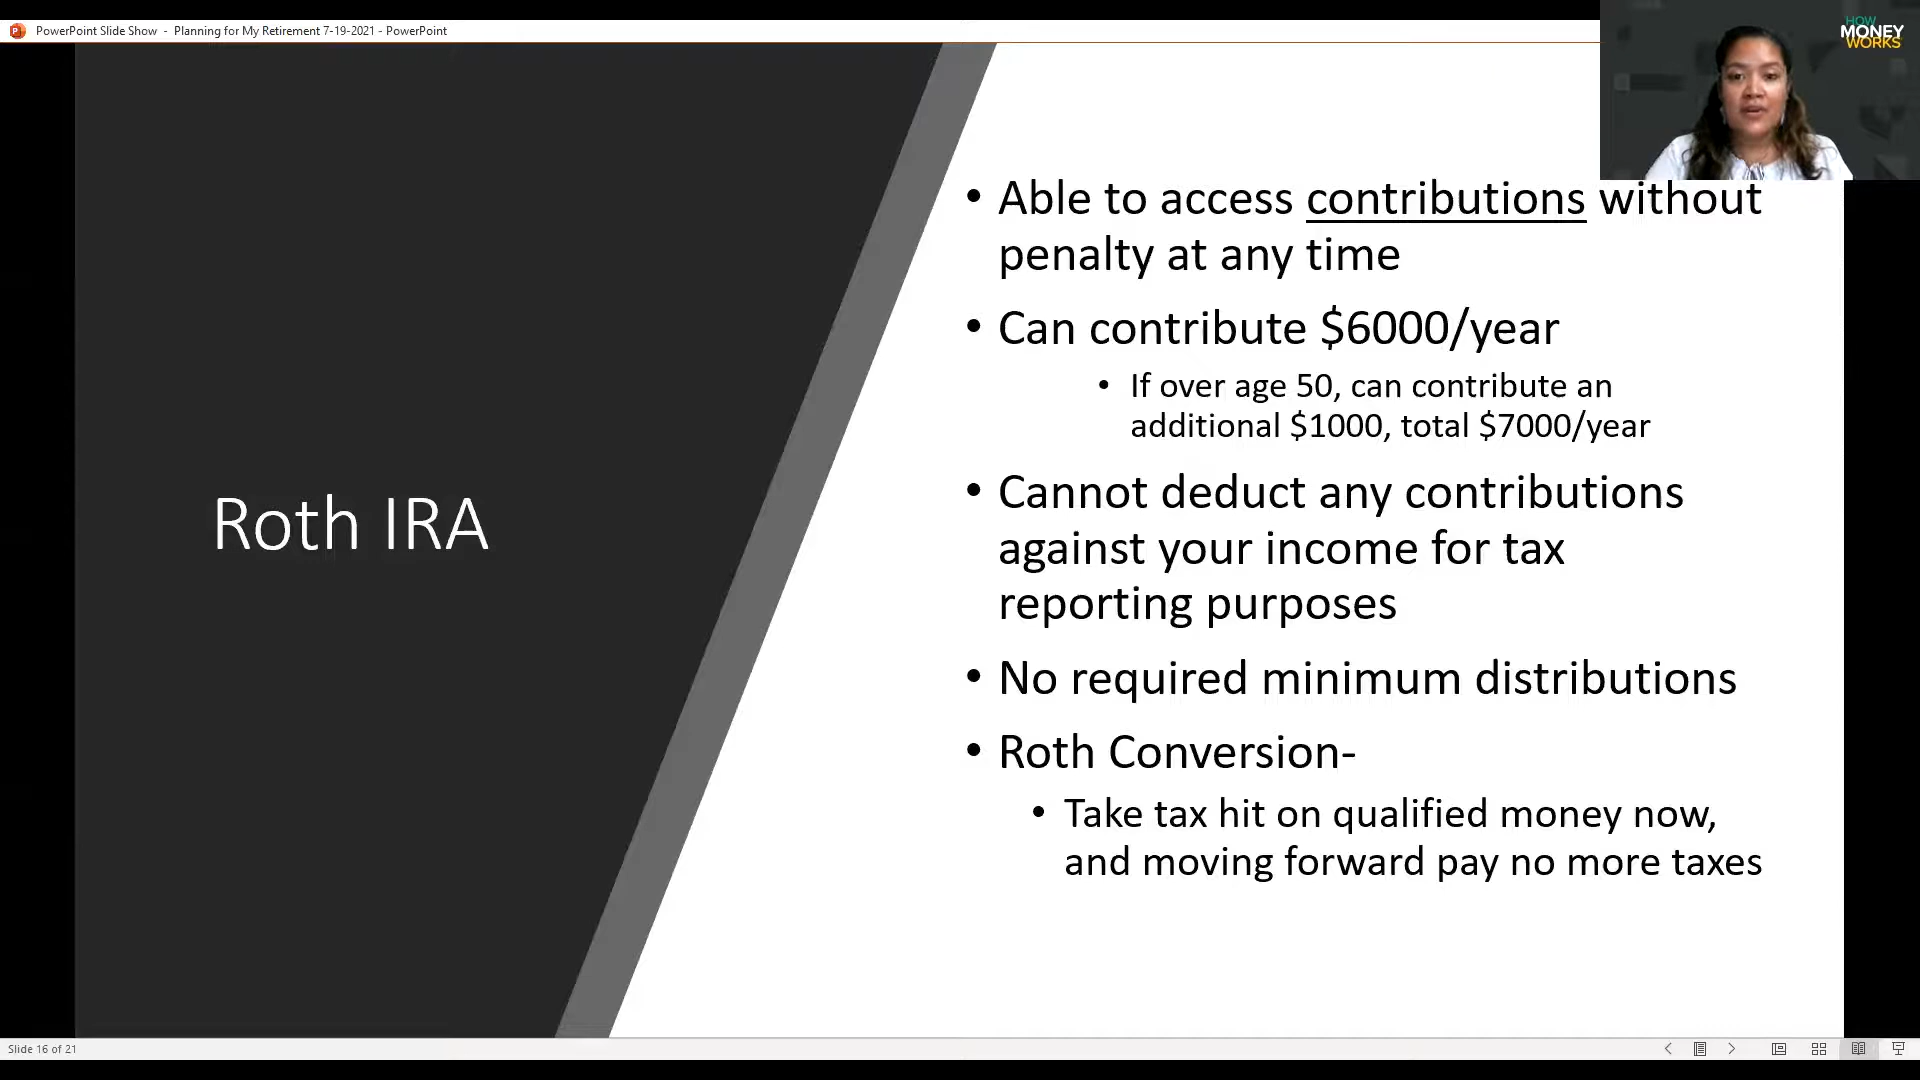 PowerPoint Slide Show - Planning for My Retirement 7-19-2021 - PowerPoint
HOW
MONEY
WORKS
Roth IRA
• Able to access contributions without
penalty at any time
• Can contribute $6000/year
• If over age 50, can contribute an
additional $1000, total $7000/year
• Cannot deduct any contributions
against your income for tax
reporting purposes
• No required minimum distributions
• Roth Conversion-
• Take tax hit on qualified money now,
and moving forward pay no more taxes
Slide 16 of 21